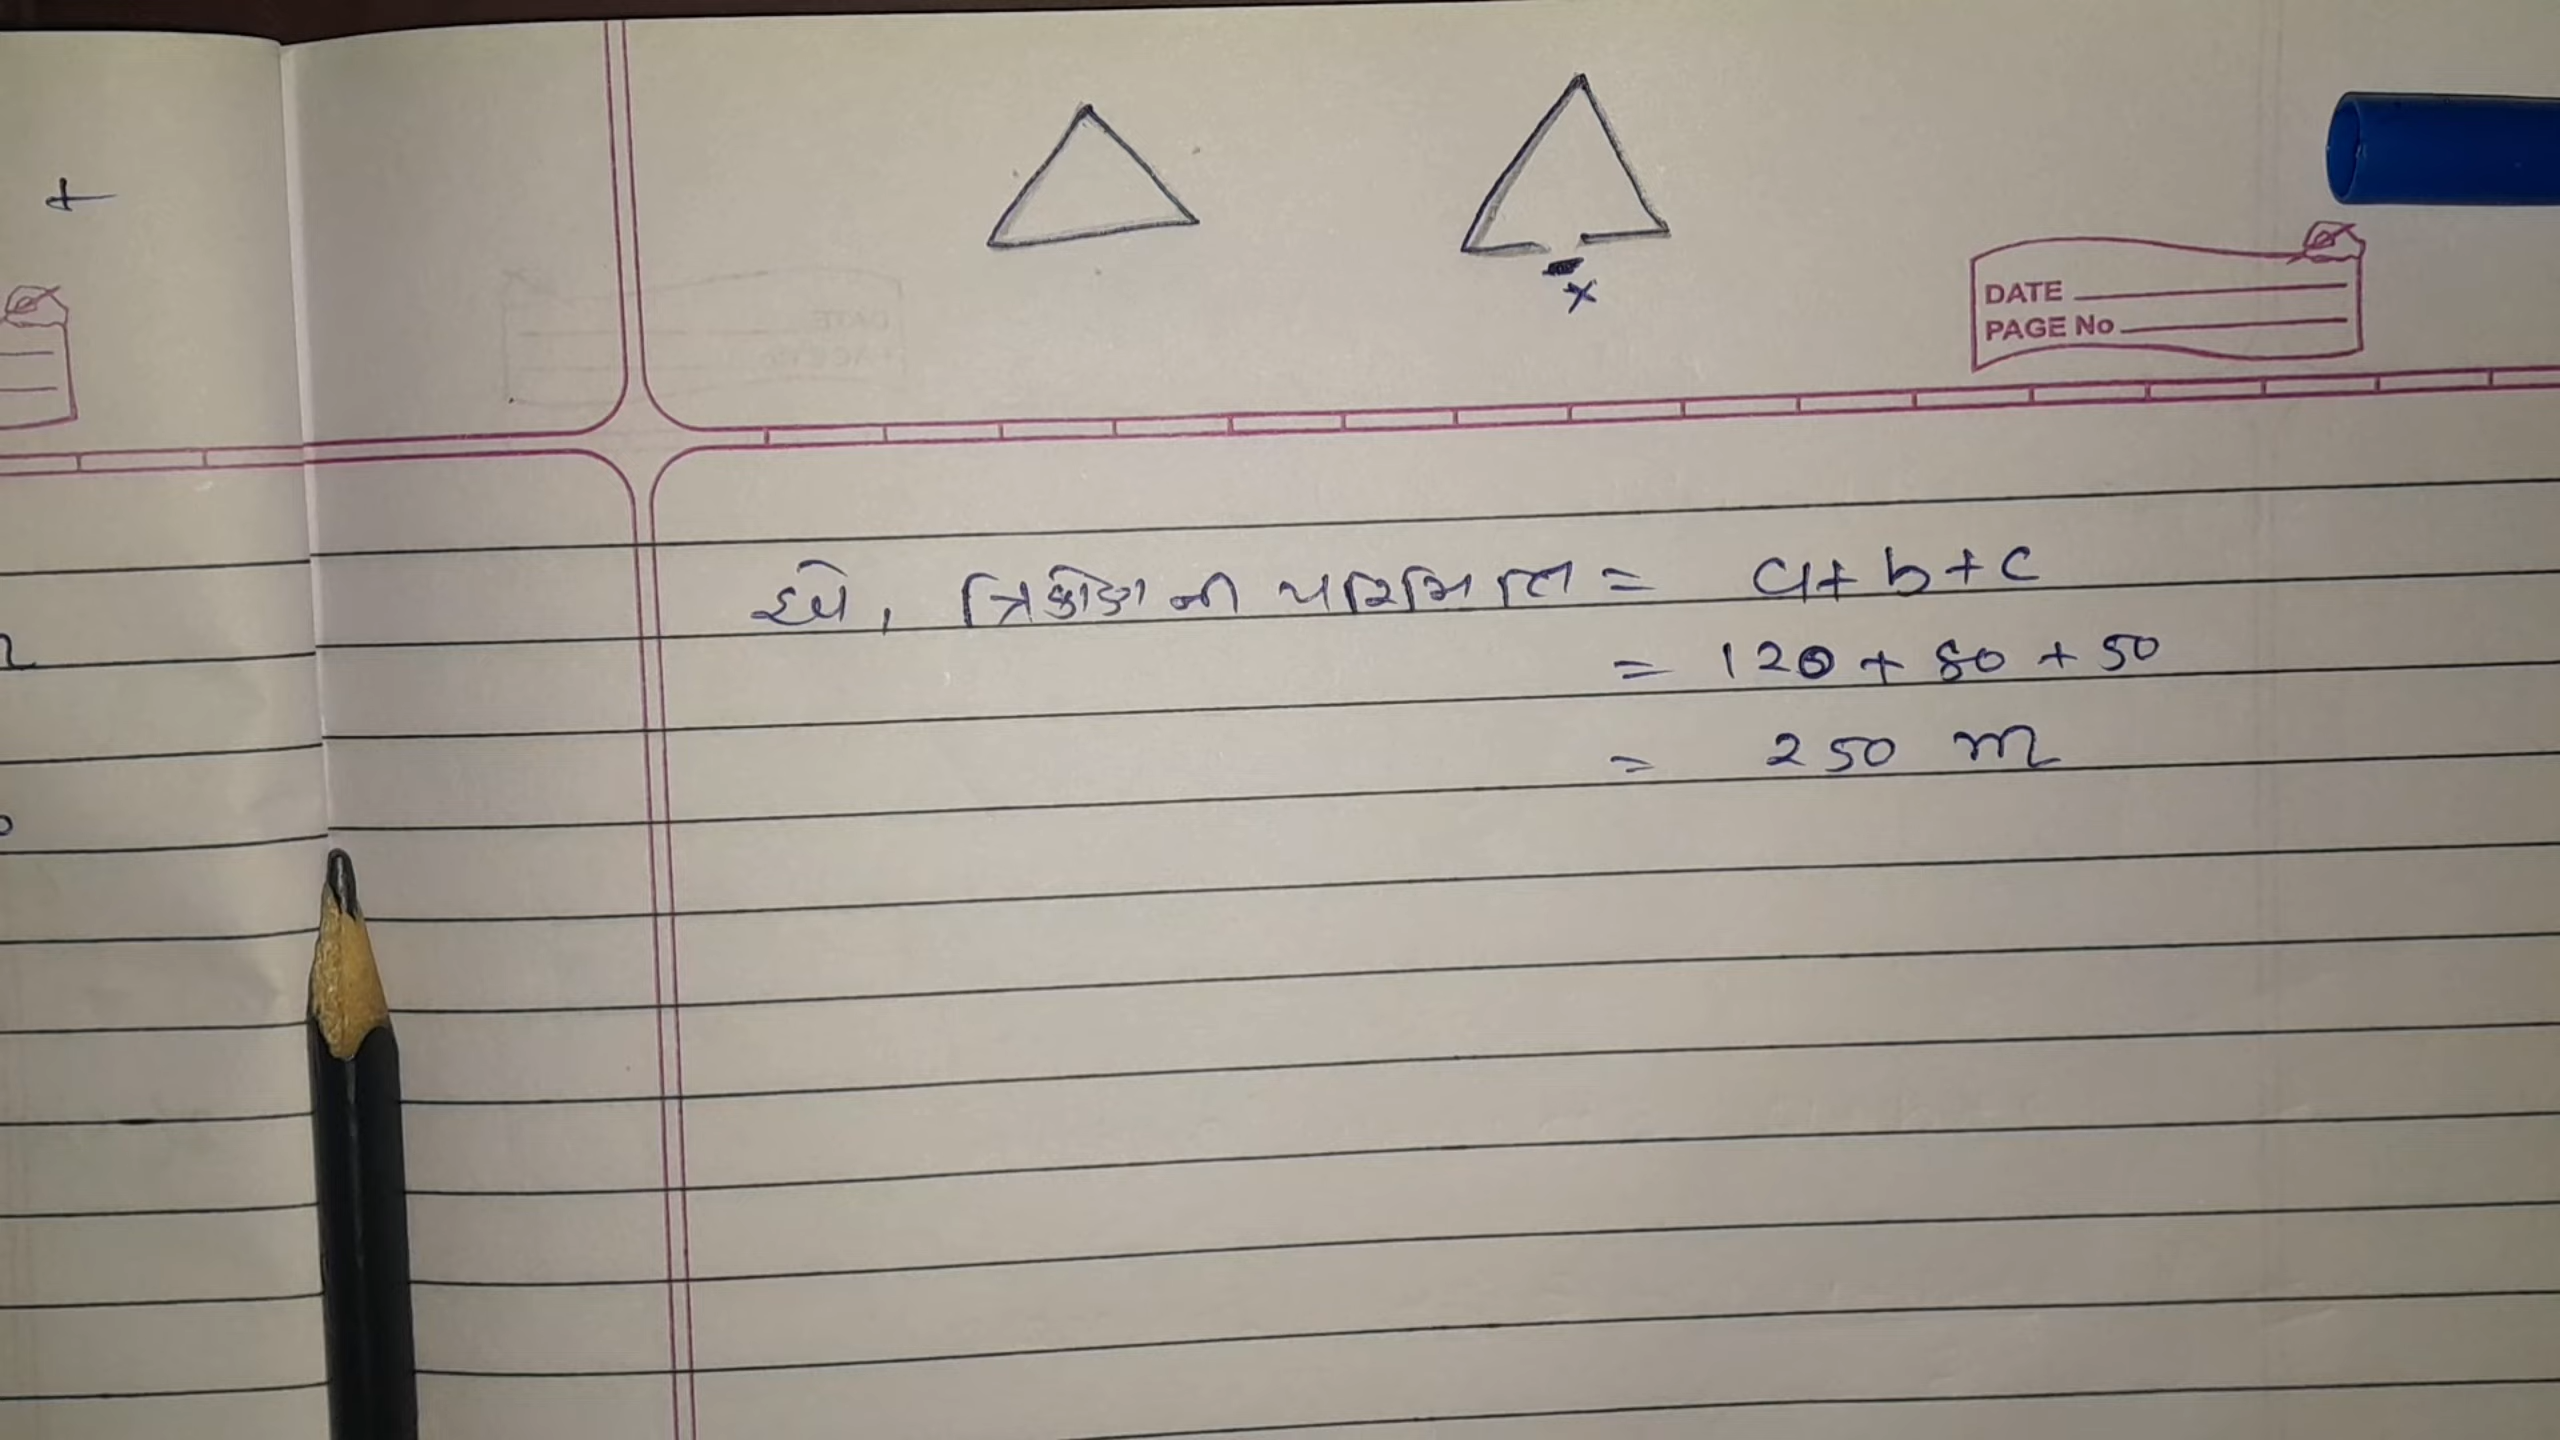 +
x
DATE
PAGE No
હવે, ત્રિકોણ ની પરિમિતિ = a + b + c
= 120 + 80 + 50
= 250 m